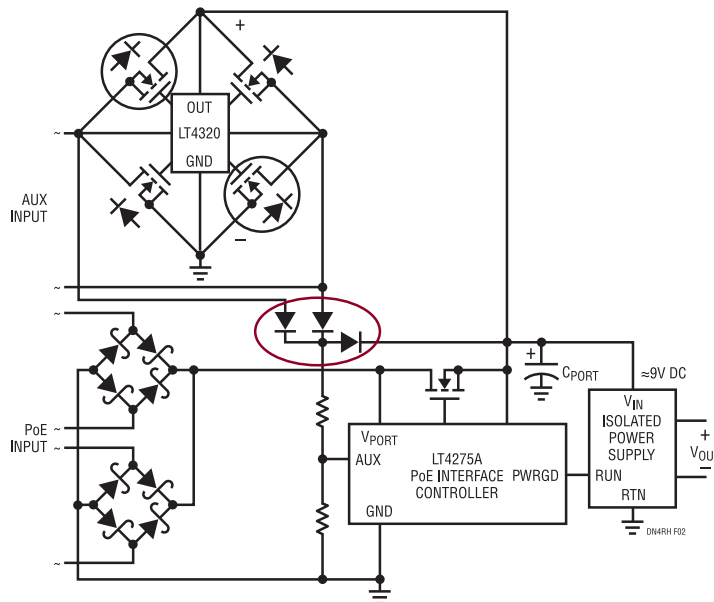 +
OUT
LT4320
GND
~
~
AUX
INPUT
–
~
~
PoE
INPUT
~
~
~
+
CPORT
≈9V DC
VPORT
AUX
LT4275A
PoE INTERFACE
CONTROLLER
PWRGD
GND
VIN
ISOLATED
POWER
SUPPLY
RUN
RTN
+
VOU
–
DN4RH F02